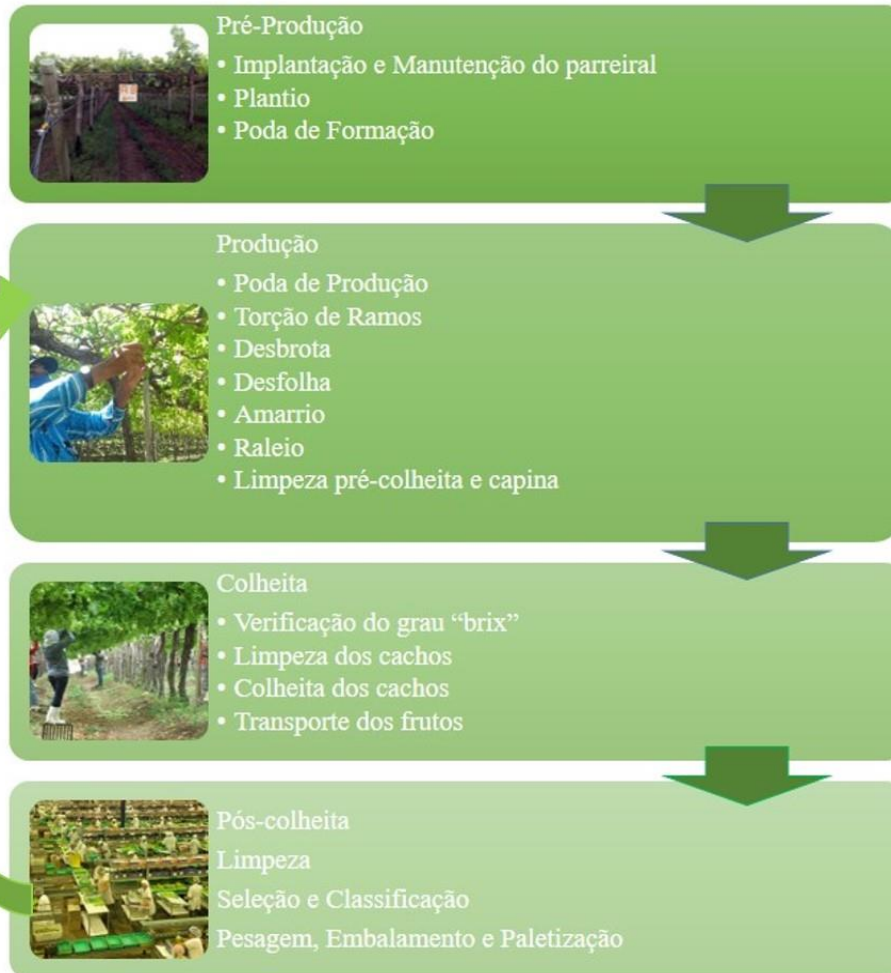 Pré-Produção
• Implantação e Manutenção do parreiral
• Plantio
• Poda de Formação
Produção
• Poda de Produção
• Torção de Ramos
• Desbrota
• Desfolha
• Amarrio
• Raleio
• Limpeza pré-colheita e capina
Colheita
• Verificação do grau “brix”
• Limpeza dos cachos
• Colheita dos cachos
• Transporte dos frutos
Pós-colheita
Limpeza
Seleção e Classificação
Pesagem, Embalamento e Paletização